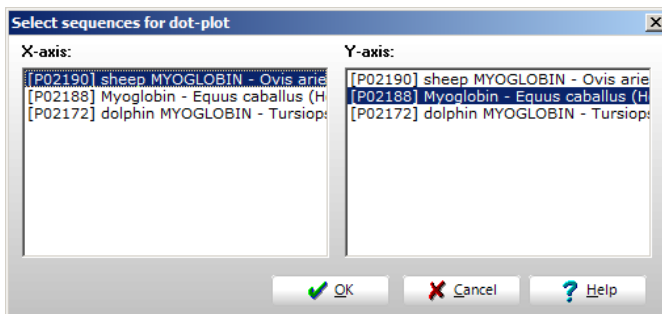 Select sequences for dot-plot
X-axis:
[P02190] sheep MYOGLOBIN - Ovis arie
[P02188] Myoglobin - Equus caballus (H
[P02172] dolphin MYOGLOBIN - Tursiops
Y-axis:
[P02190] sheep MYOGLOBIN - Ovis arie
[P02188] Myoglobin - Equus caballus (H
[P02172] dolphin MYOGLOBIN - Tursiops
OK
Cancel
Help